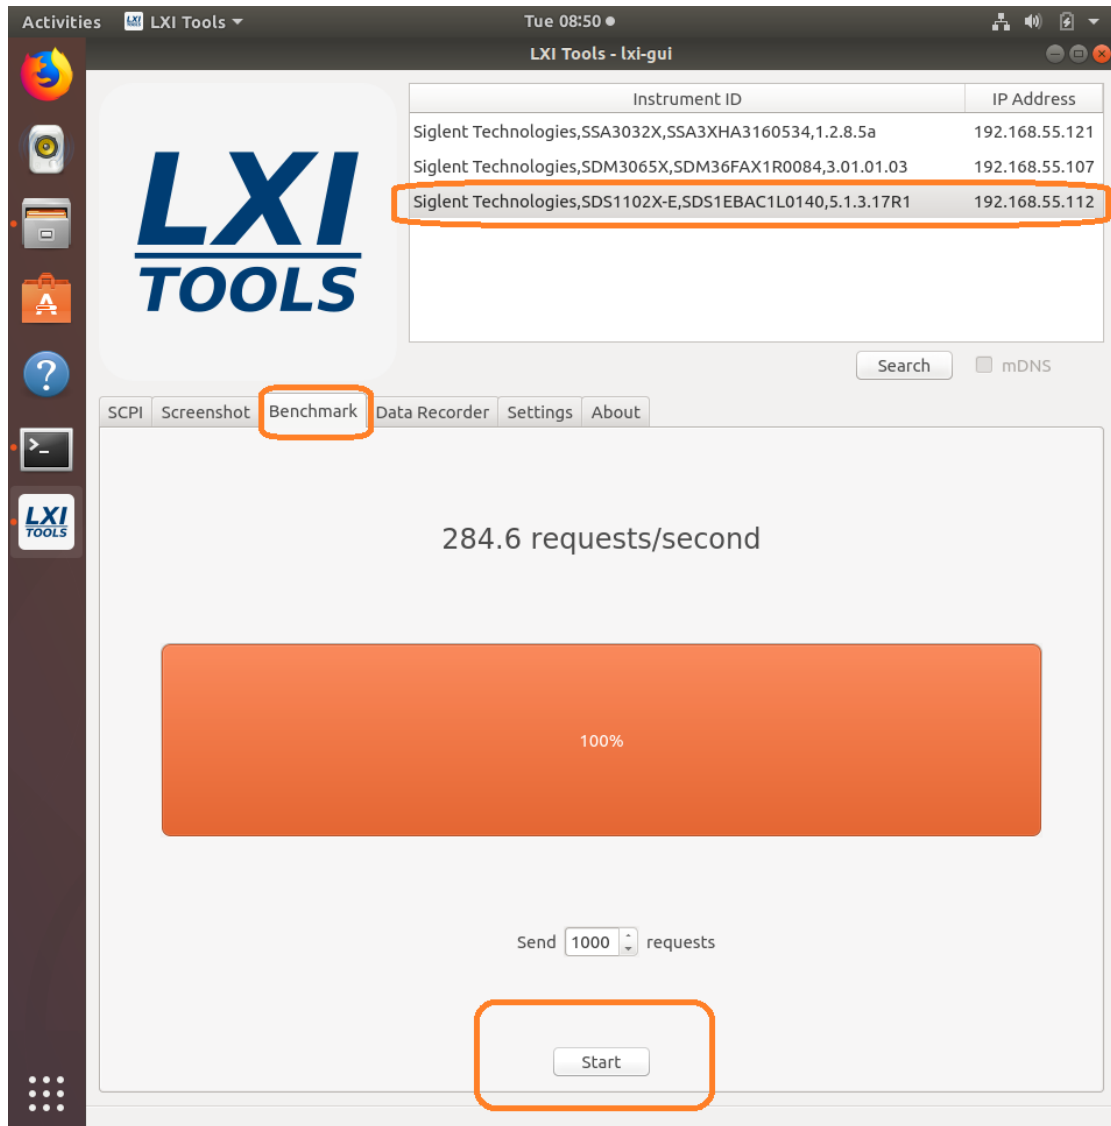 Activities LXI TOOLS LXI Tools Tue 08:50
LXI Tools - lxi-gui
LXI
TOOLS
Instrument ID IP Address
Siglent Technologies,SSA3032X,SSA3XHA3160534,1.2.8.5a 192.168.55.121
Siglent Technologies,SDM3065X,SDM36FAX1R0084,3.01.01.03 192.168.55.107
Siglent Technologies,SDS1102X-E,SDS1EBAC1L0140,5.1.3.17R1 192.168.55.112
Search mDNS
SCPI Screenshot Benchmark Data Recorder Settings About
LXI
TOOLS
284.6 requests/second
100%
Send 1000 requests
Start